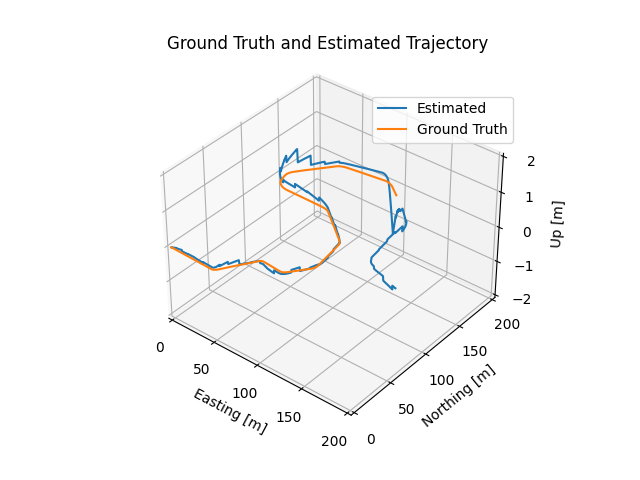 Ground Truth and Estimated Trajectory
Estimated
Ground Truth
2
1
0
−1
−2
Up [m]
0
50
100
150
200
Easting [m]
0
50
100
150
200
Northing [m]